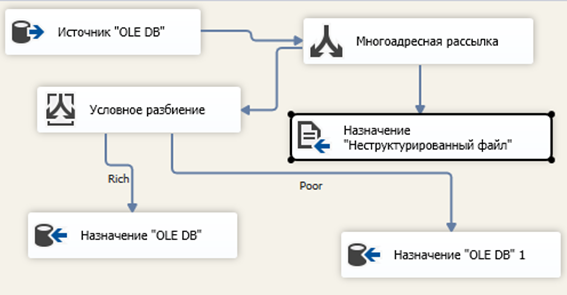 Источник "OLE DB"
Многоадресная рассылка
Условное разбиение
Назначение
"Неструктурированный файл"
Rich
Poor
Назначение "OLE DB"
Назначение "OLE DB" 1